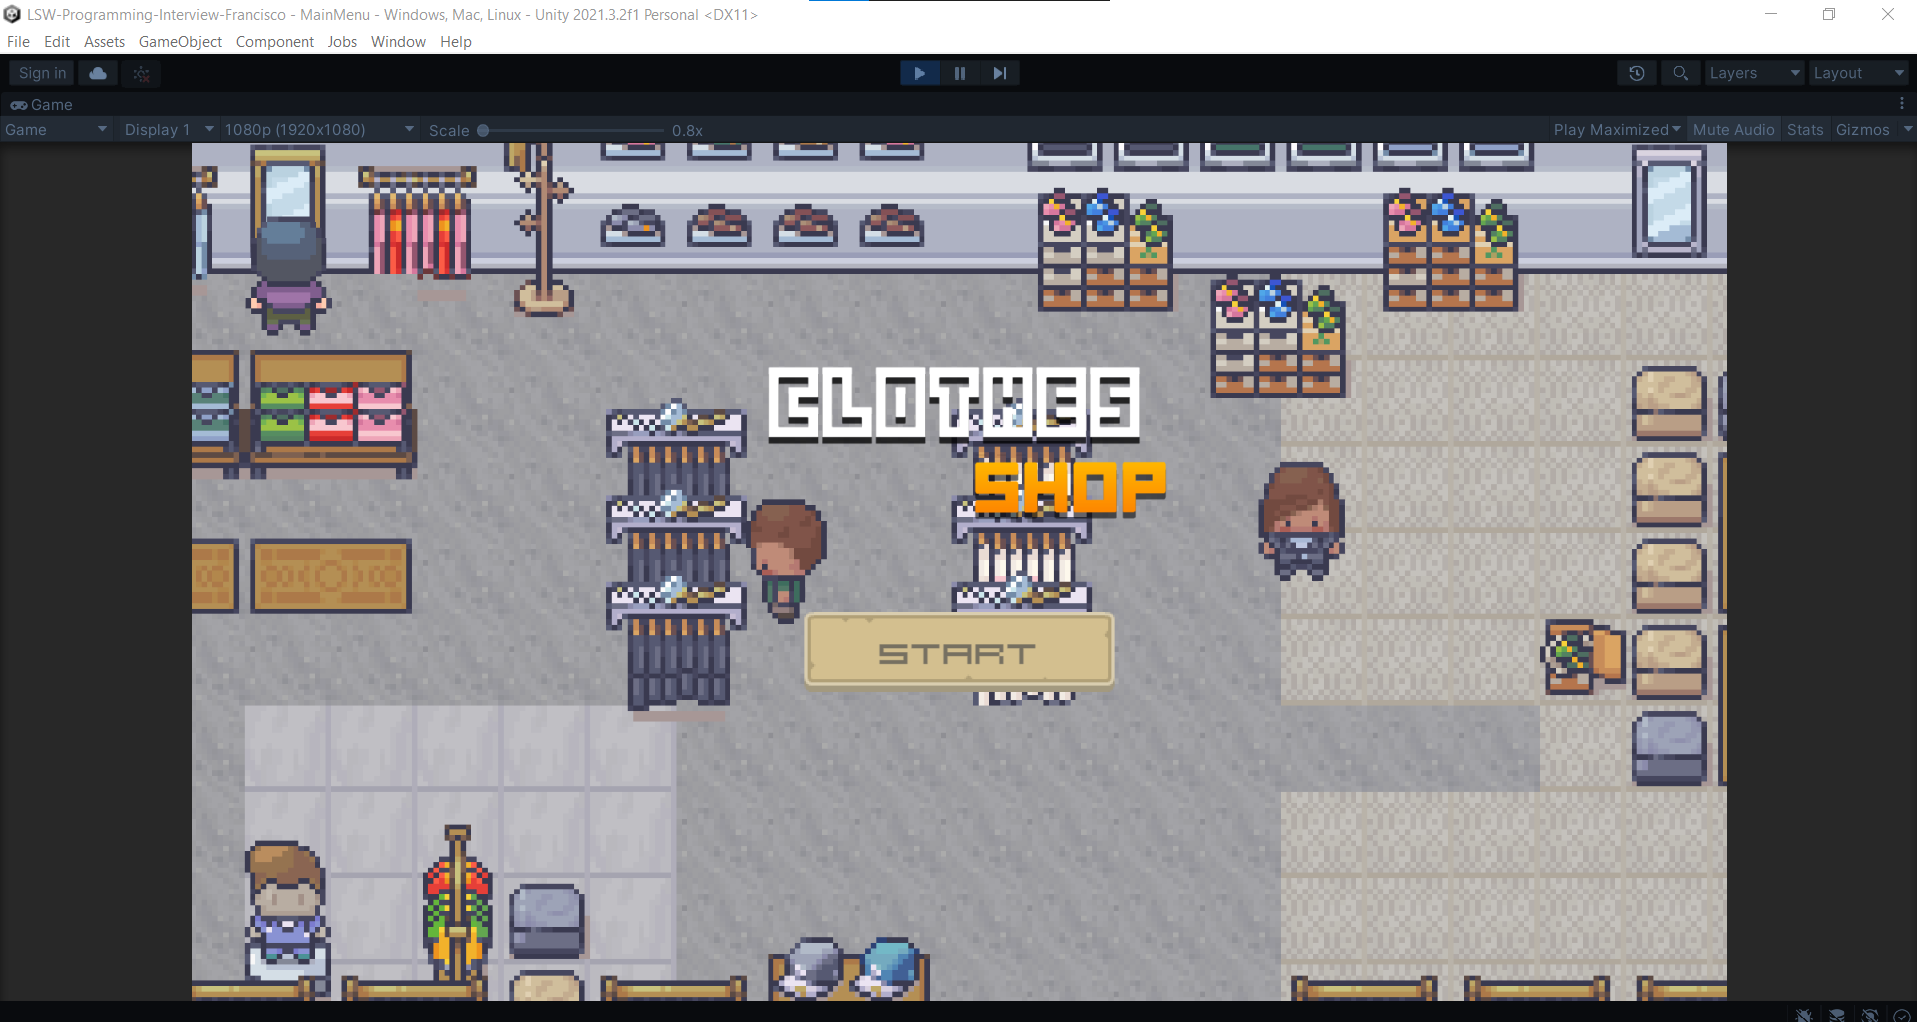 LSW-Programming-Interview-Francisco - MainMenu - Windows, Mac, Linux - Unity 2021.3.2f1 Personal <DX11>
File Edit Assets GameObject Component Jobs Window Help
Sign in Layers Layout
Game
Game Display 1 1080p (1920x1080) Scale 0.8x Play Maximized Mute Audio Stats Gizmos
CLOTHES
SHOP
START